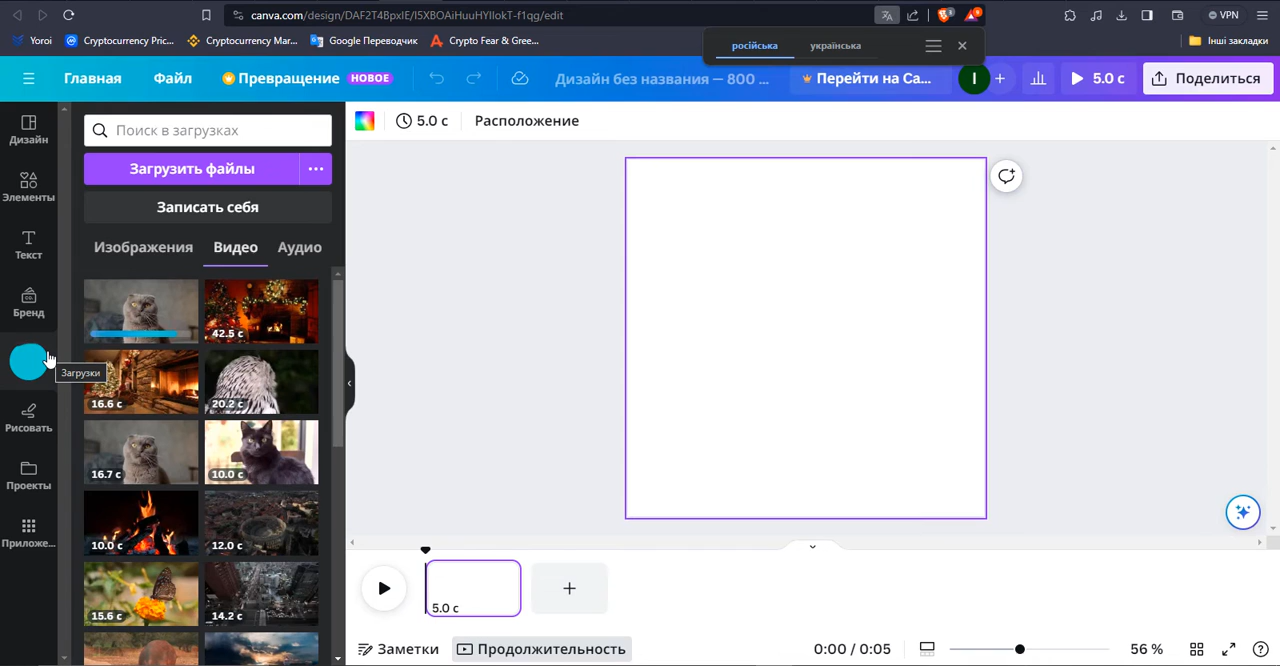 canva.com/design/DAF2T4BpxIE/I5XBOAiHuuHYIlokT-f1qg/edit
VPN
Yoroi
Cryptocurrency Pric...
Cryptocurrency Mar...
Google Переводчик
Crypto Fear & Gree...
Інші закладки
російська
українська
Главная
Файл
Превращение
НОВОЕ
Дизайн без названия — 800 ...
Перейти на Ca...
I
5.0 с
Поделиться
Дизайн
Элементы
Текст
Бренд
Загрузки
Рисовать
Проекты
Приложе...
Поиск в загрузках
Загрузить файлы
Записать себя
Изображения
Видео
Аудио
42.5 с
16.6 с
20.2 с
16.7 с
10.0 с
10.0 с
12.0 с
15.6 с
14.2 с
5.0 с
Расположение
5.0 с
Заметки
Продолжительность
0:00 / 0:05
56 %